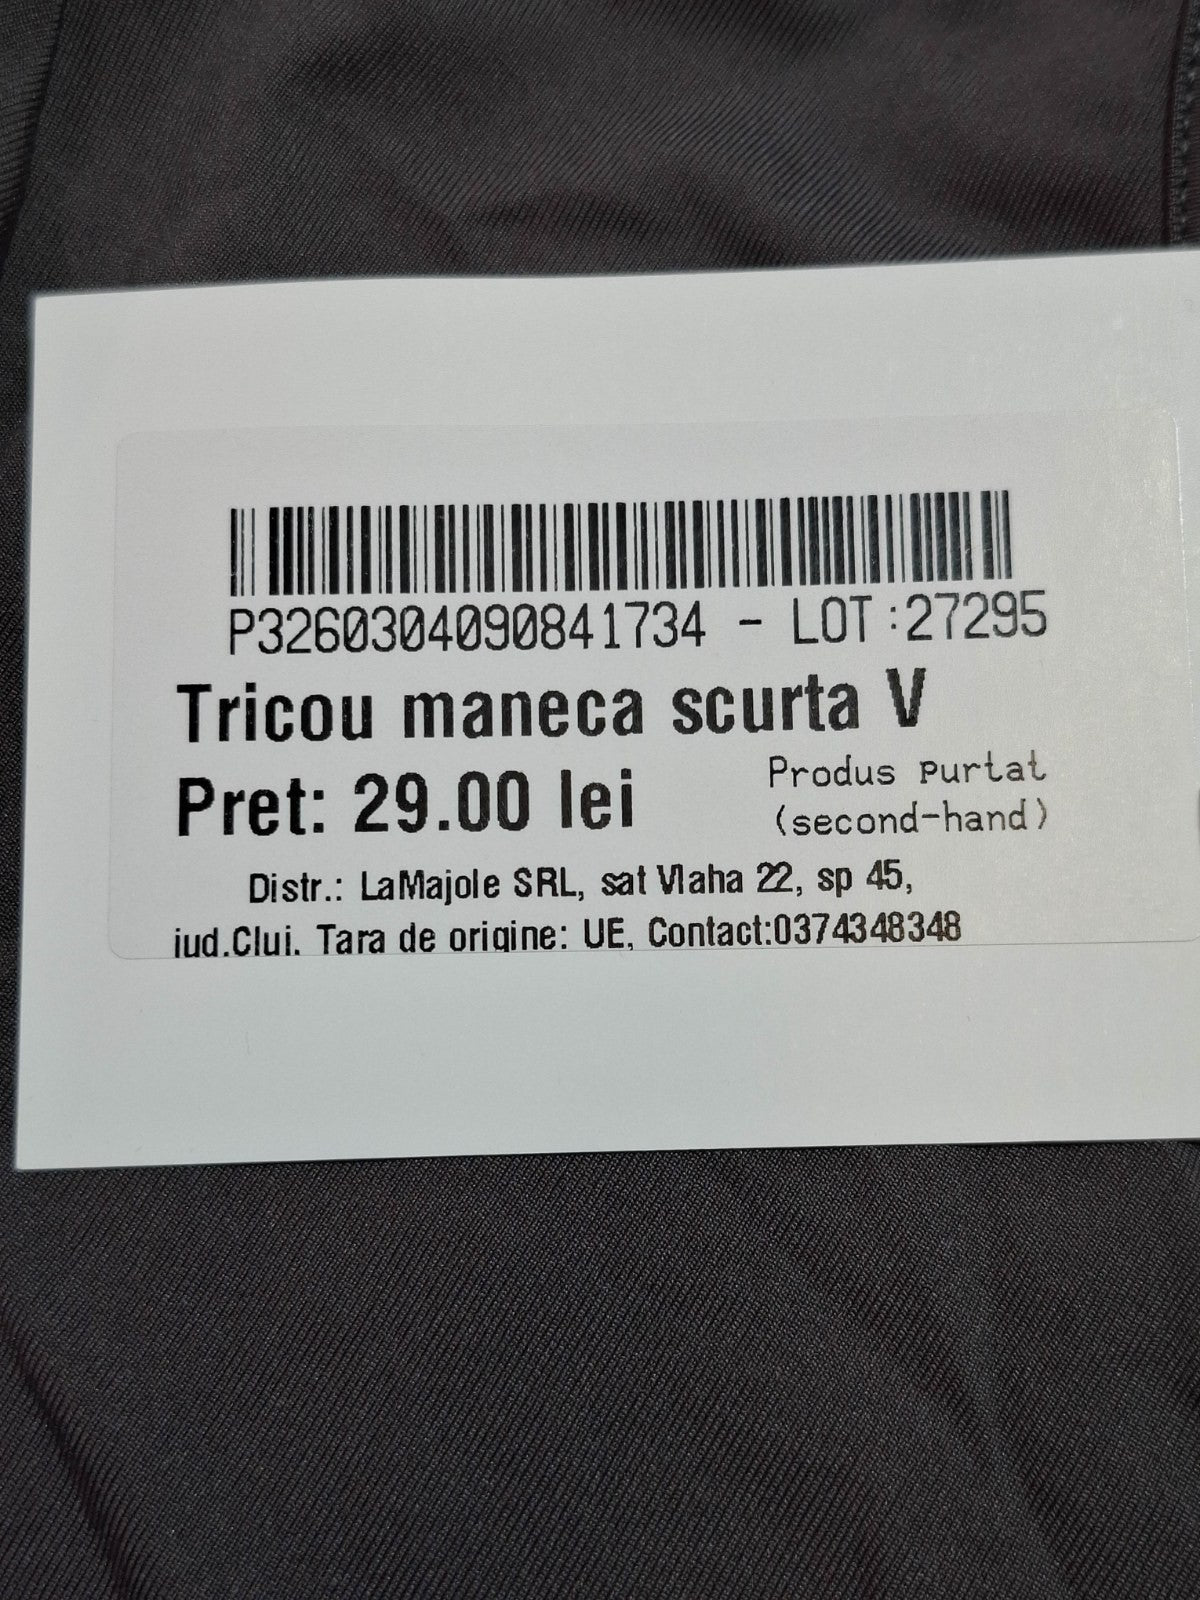 P3260304090841734 - LOT:27295
Tricou maneca scurta V
Pret: 29.00 lei
Produs purtat
(second-hand)
Distr.: LaMajole SRL, sat Vlaha 22, sp 45,
jud.Cluj. Tara de origine: UE, Contact:0374348348